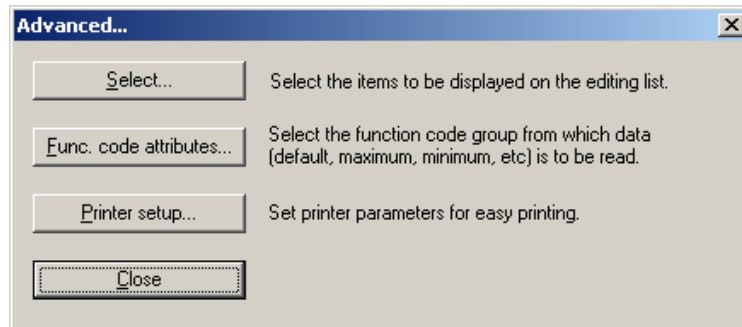 Advanced...
Select...
Select the items to be displayed on the editing list.
Func. code attributes...
Select the function code group from which data
(default, maximum, minimum, etc) is to be read.
Printer setup...
Set printer parameters for easy printing.
Close